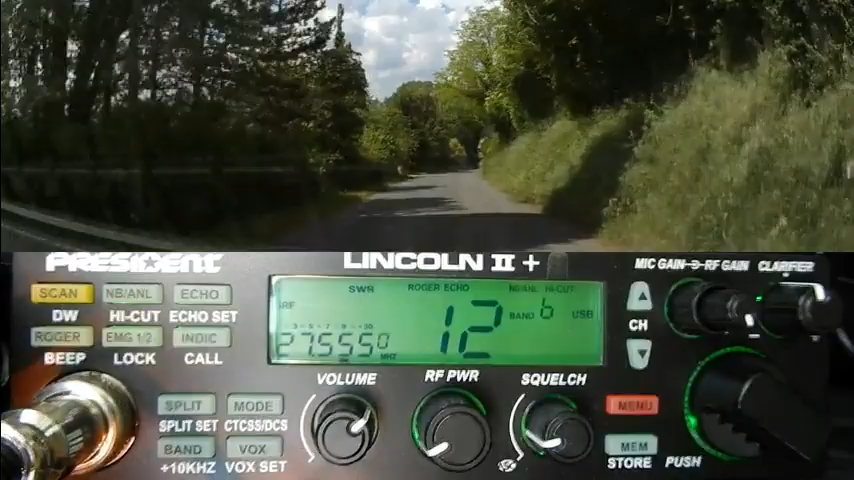 PRESIDENT LINCOLN II + MIC GAIN RF GAIN CLARIFIER
SCAN NB/ANL ECHO
DW HI-CUT ECHO SET
ROGER EMG 1/2 INDIC
BEEP LOCK CALL
SWR ROGER ECHO NB/ANL HI-CUT
SRF 12 BAND b USB
27.555.0 MHZ
CH
VOLUME RF PWR SQUELCH
SPLIT MODE
SPLIT SET CTCSS/DCS
BAND VOX
+10KHZ VOX SET
MENU
MEM
STORE PUSH